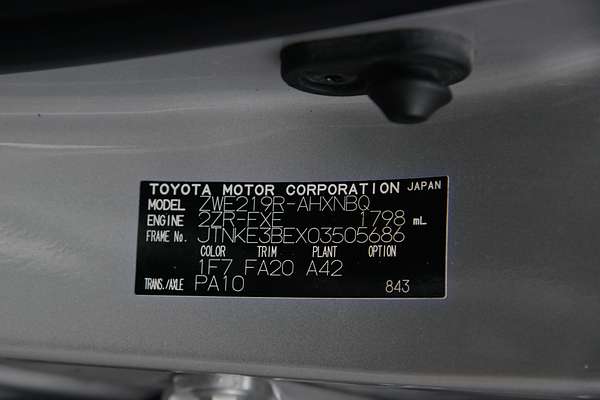 TOYOTA MOTOR CORPORATION JAPAN
MODEL ZWE219R-AHXNBQ
ENGINE 2ZR-FXE 1798 mL
FRAME No. JTNKE3BEX03505686
COLOR TRIM PLANT OPTION
1F7 FA20 A42
TRANS./AXLE PA10 843